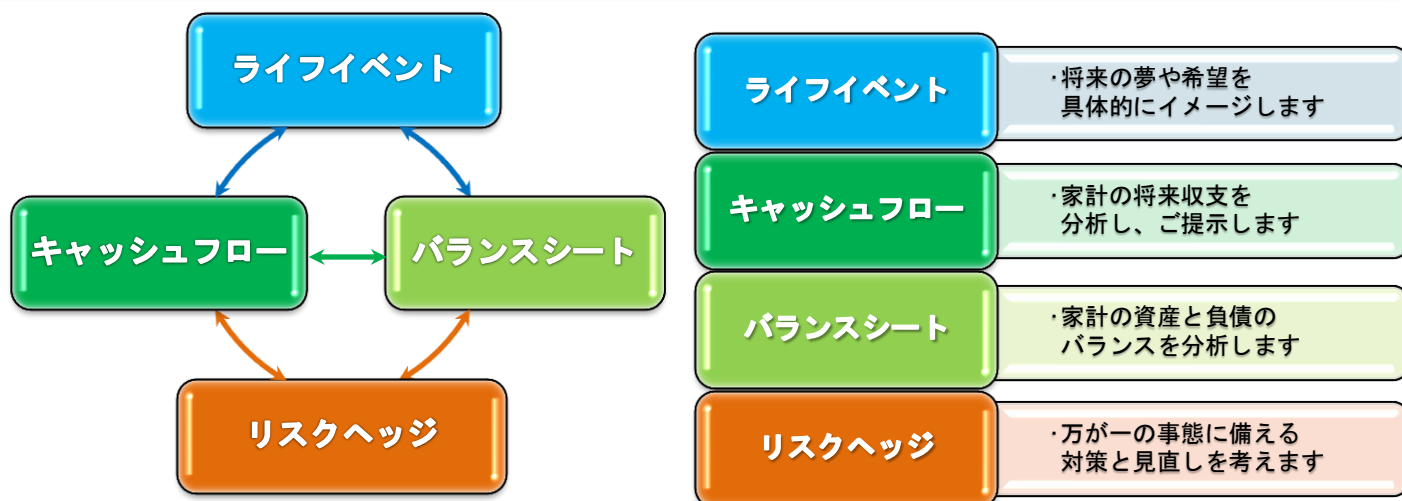 ライフイベント
キャッシュフロー
バランスシート
リスクヘッジ
ライフイベント
・将来の夢や希望を
具体的にイメージします
キャッシュフロー
・家計の将来収支を
分析し、ご提示します
バランスシート
・家計の資産と負債の
バランスを分析します
リスクヘッジ
・万が一の事態に備える
対策と見直しを考えます